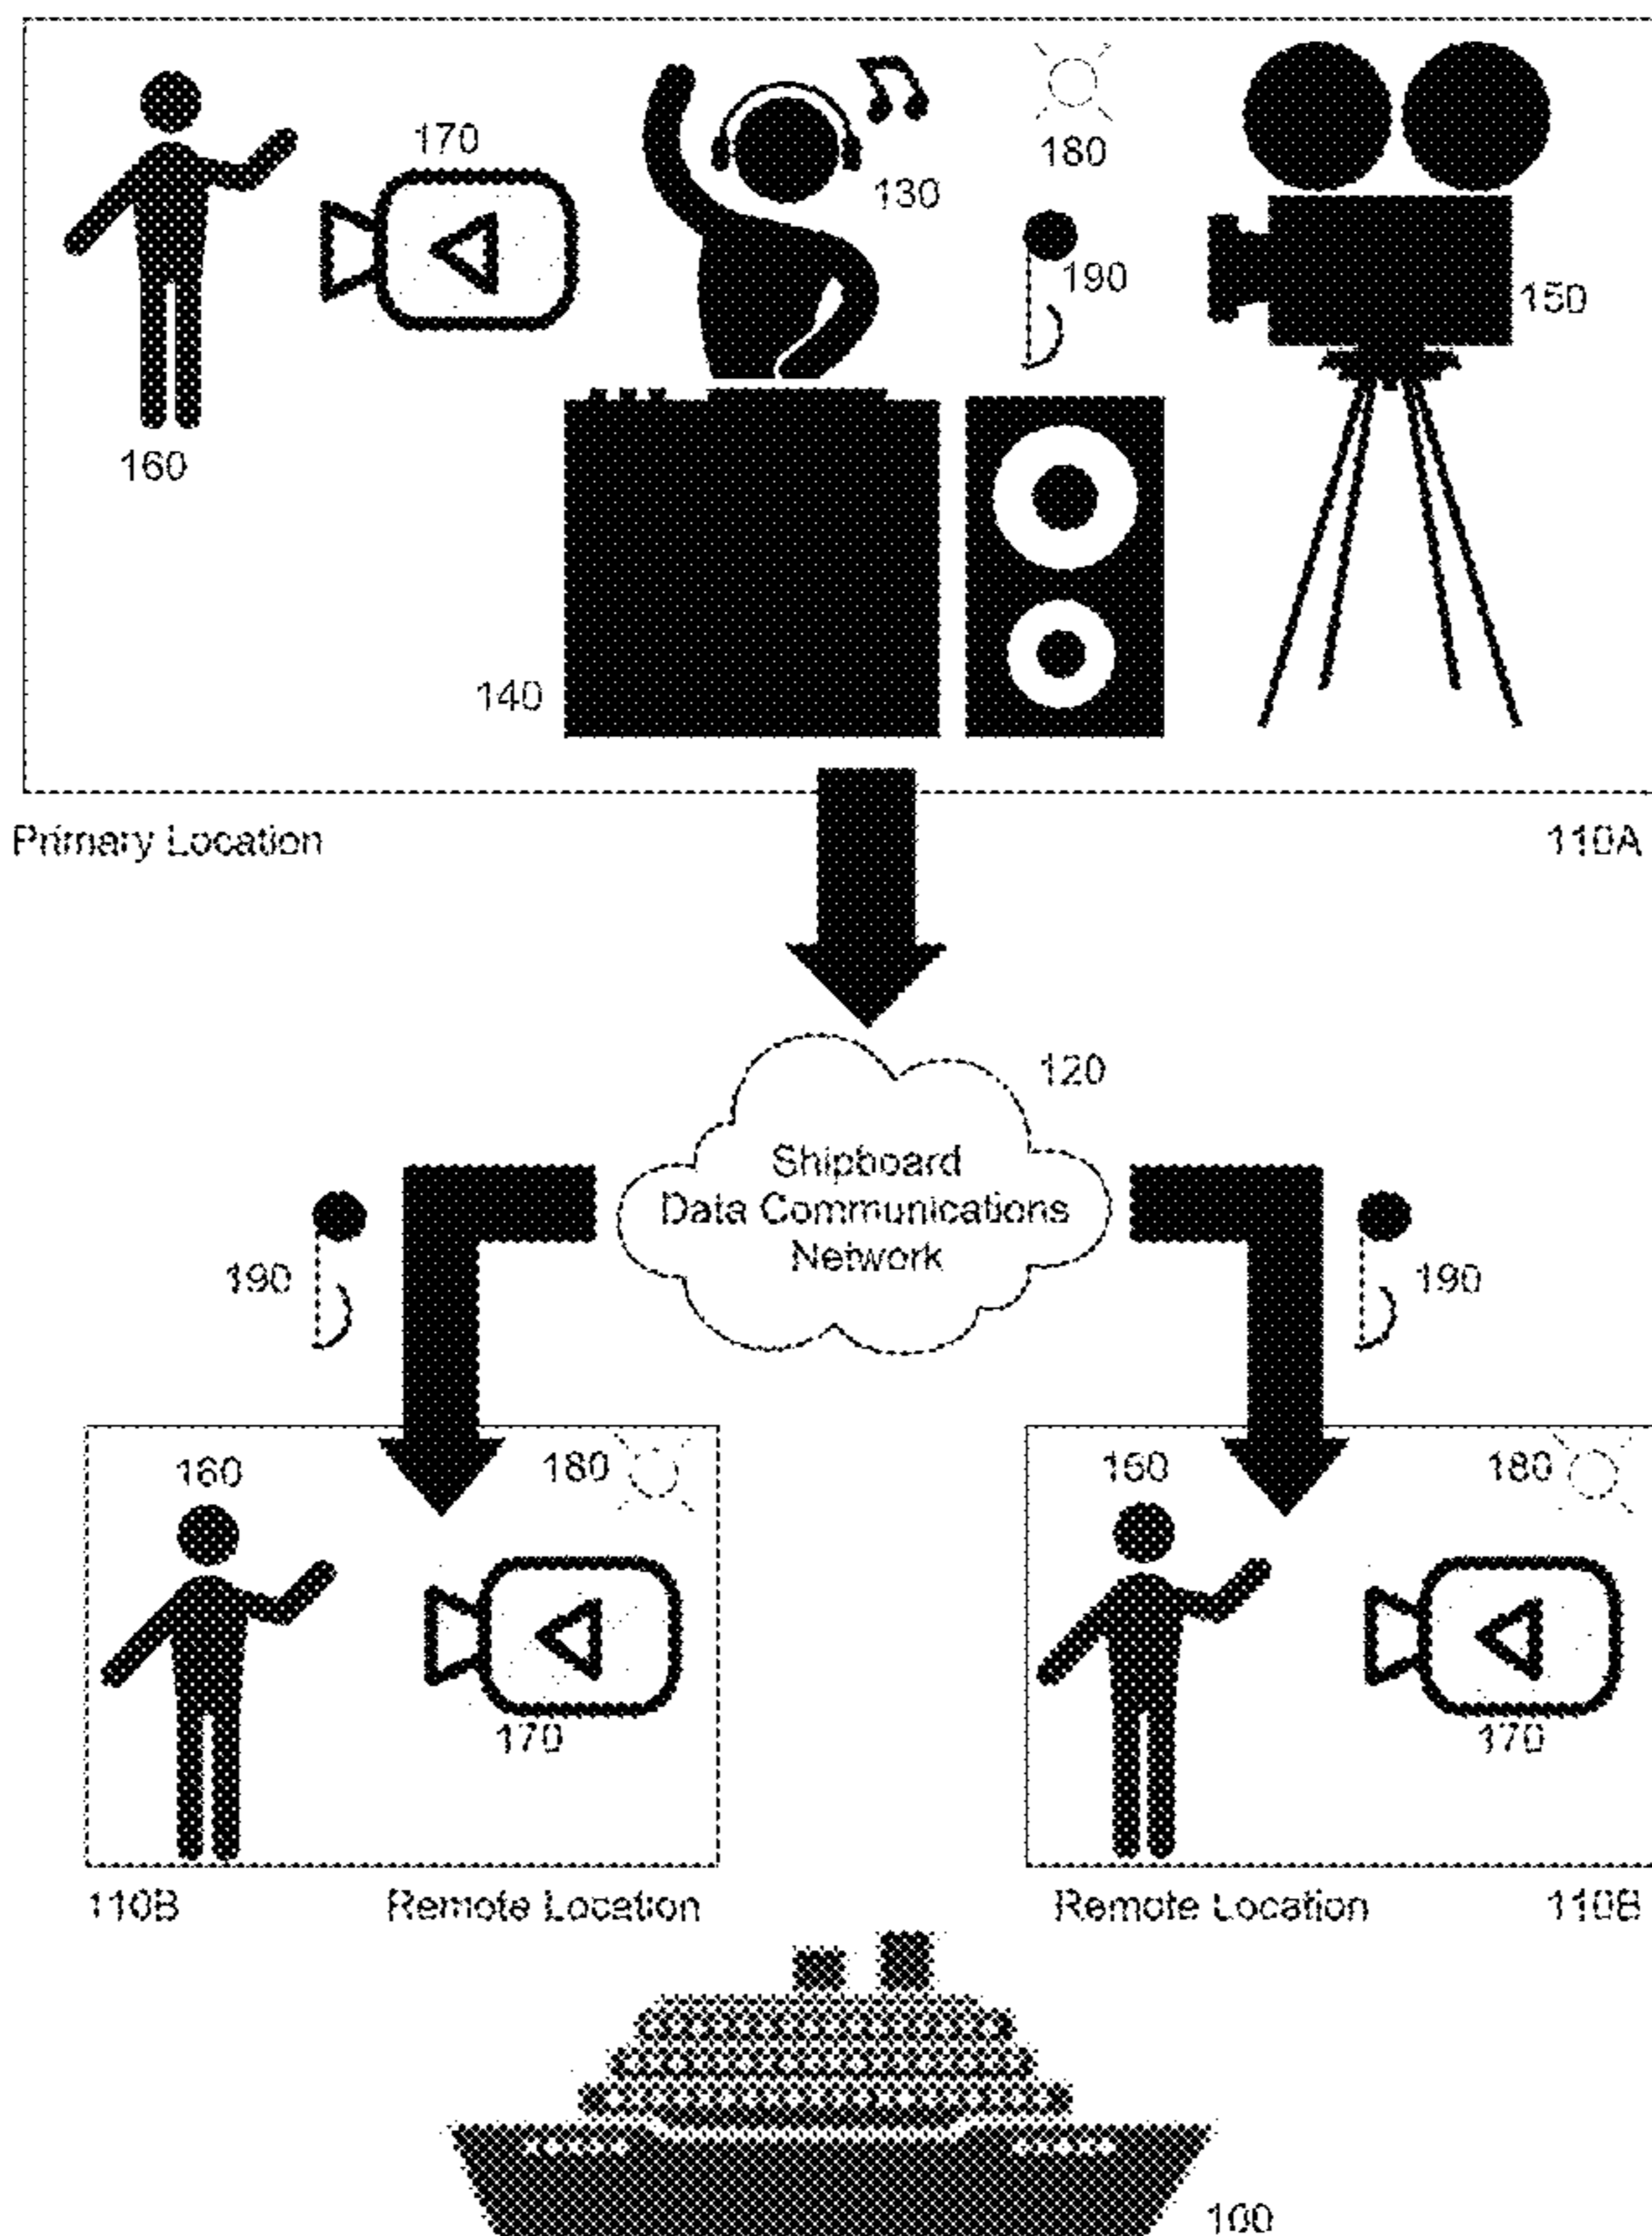 170
180
130
190
150
160
140
Primary Location
110A
120
Shipboard
Data Communications
Network
190
190
160
180
160
180
170
170
110B
Remote Location
Remote Location
110B
100